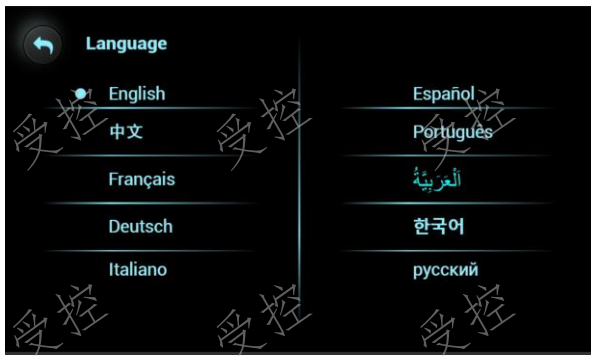 Language
English
中文
Français
Deutsch
Italiano
Español
Português
اَلْعَرَبِيَّةُ
한국어
русский
受控
受控
受控
受控
受控
受控